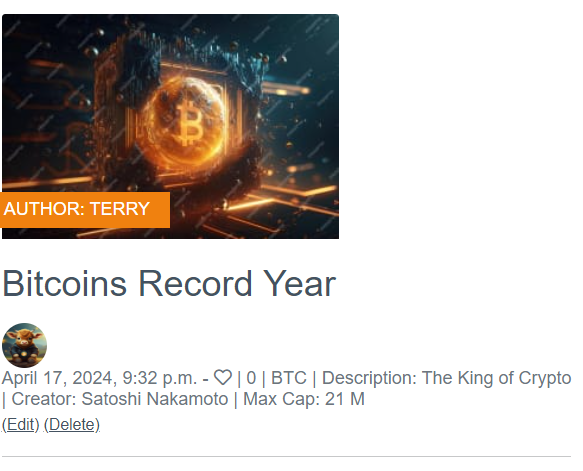 AUTHOR: TERRY
Bitcoins Record Year
April 17, 2024, 9:32 p.m. - ♡ | 0 | BTC | Description: The King of Crypto
| Creator: Satoshi Nakamoto | Max Cap: 21 M
(Edit) (Delete)